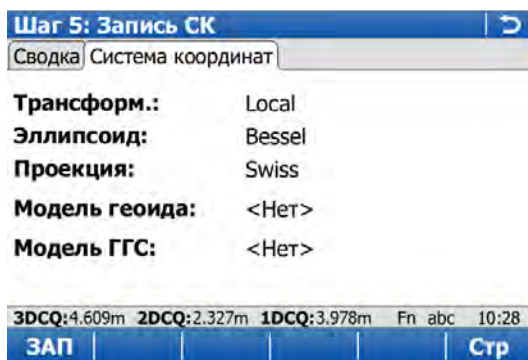 Шаг 5: Запись СК
Сводка Система координат
Трансформ.: Local
Эллипсоид: Bessel
Проекция: Swiss
Модель геоида: <Нет>
Модель ГГС: <Нет>
3DCQ:4.609m 2DCQ:2.327m 1DCQ:3.978m Fn abc 10:28
ЗАП Стр